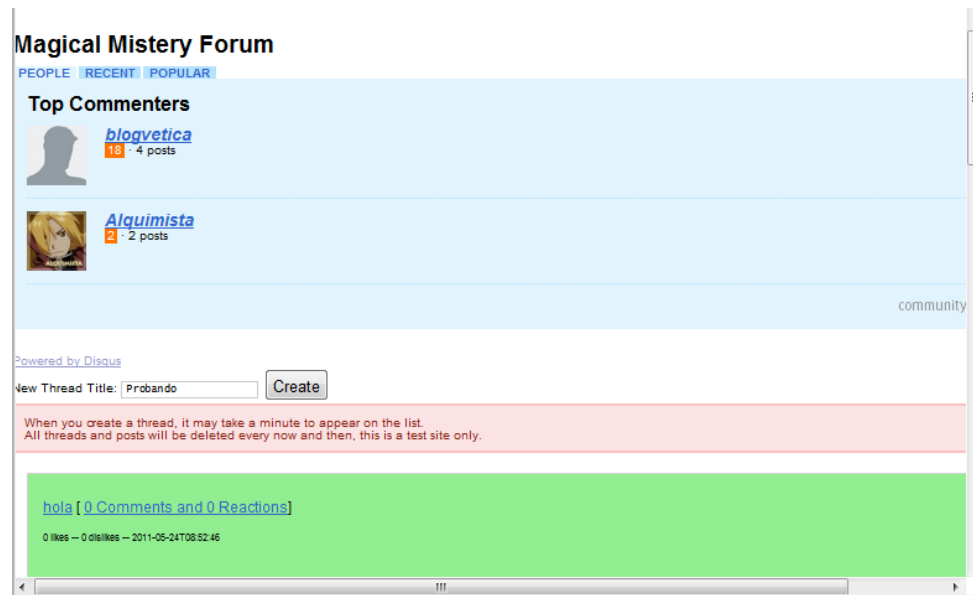 Magical Mistery Forum
PEOPLE RECENT POPULAR
Top Commenters
blogvetica
18 · 4 posts
Alquimista
2 · 2 posts
ALQUIMISTA
community
Powered by Disqus
New Thread Title: Probando Create
When you create a thread, it may take a minute to appear on the list.
All threads and posts will be deleted every now and then, this is a test site only.
hola [ 0 Comments and 0 Reactions]
0 likes -- 0 dislikes -- 2011-05-24T08:52:46